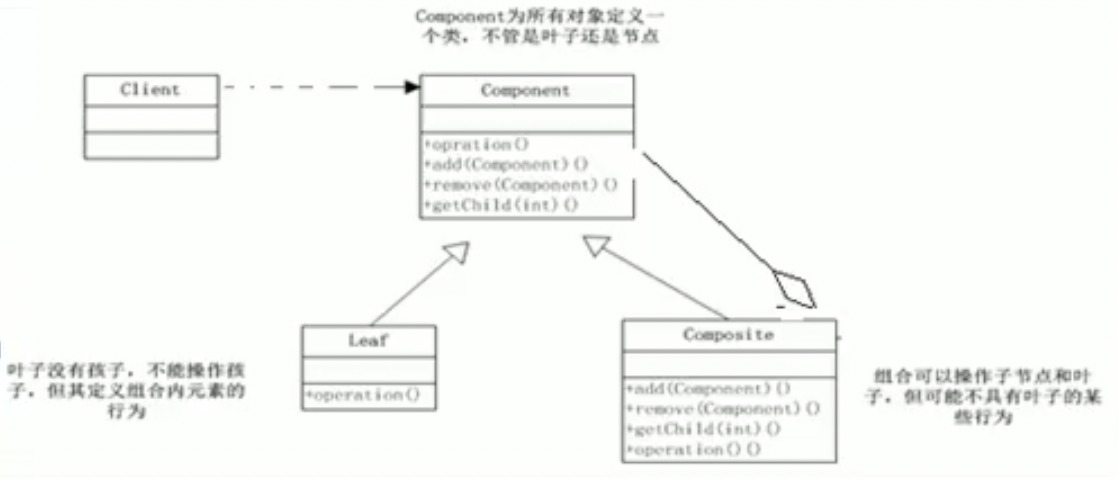 Component为所有对象定义一
个类，不管是叶子还是节点
Client
Component
+opration()
+add(Component)()
+remove(Component)()
+getChild(int)()
Leaf
+operation()
叶子没有孩子，不能操作孩
子，但其定义组合内元素的
行为
Composite
+add(Component)()
+remove(Component)()
+getChild(int)()
+operation()()
组合可以操作子节点和叶
子，但可能不具有叶子的某
些行为